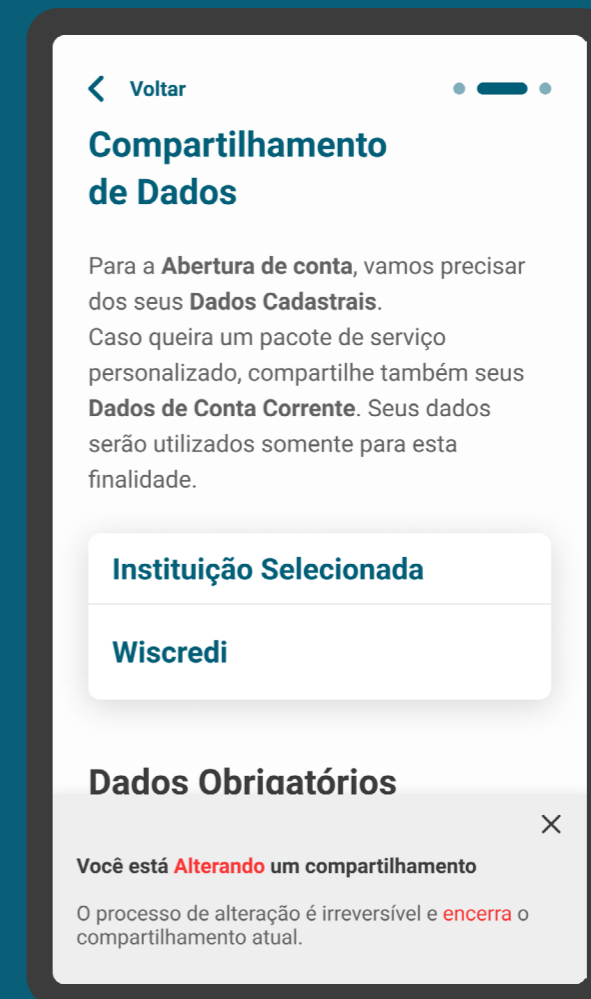 Voltar
Compartilhamento
de Dados
Para a Abertura de conta, vamos precisar
dos seus Dados Cadastrais.
Caso queira um pacote de serviço
personalizado, compartilhe também seus
Dados de Conta Corrente. Seus dados
serão utilizados somente para esta
finalidade.
Instituição Selecionada
Wiscredi
Dados Obrigatórios
Você está Alterando um compartilhamento
O processo de alteração é irreversível e encerra o
compartilhamento atual.